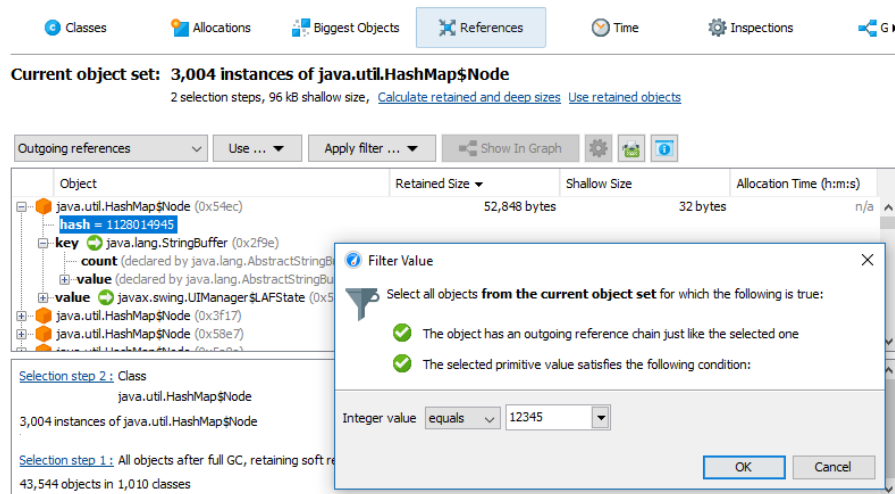 Classes Allocations Biggest Objects References Time Inspections G
Current object set: 3,004 instances of java.util.HashMap$Node
2 selection steps, 96 kB shallow size, Calculate retained and deep sizes Use retained objects
Outgoing references Use ... Apply filter ... Show In Graph
Object Retained Size Shallow Size Allocation Time (h:m:s)
java.util.HashMap$Node (0x54ec) 52,848 bytes 32 bytes n/a
hash = 1128014945
key java.lang.StringBuffer (0x2f9e)
count (declared by java.lang.AbstractStringB
value (declared by java.lang.AbstractStringBu
value javax.swing.UIManager$LAFState (0x5
java.util.HashMap$Node (0x3f17)
java.util.HashMap$Node (0x58e7)
Filter Value
Select all objects from the current object set for which the following is true:
The object has an outgoing reference chain just like the selected one
The selected primitive value satisfies the following condition:
Integer value equals 12345
OK Cancel
Selection step 2 : Class
java.util.HashMap$Node
3,004 instances of java.util.HashMap$Node
Selection step 1 : All objects after full GC, retaining soft re
43,544 objects in 1,010 classes